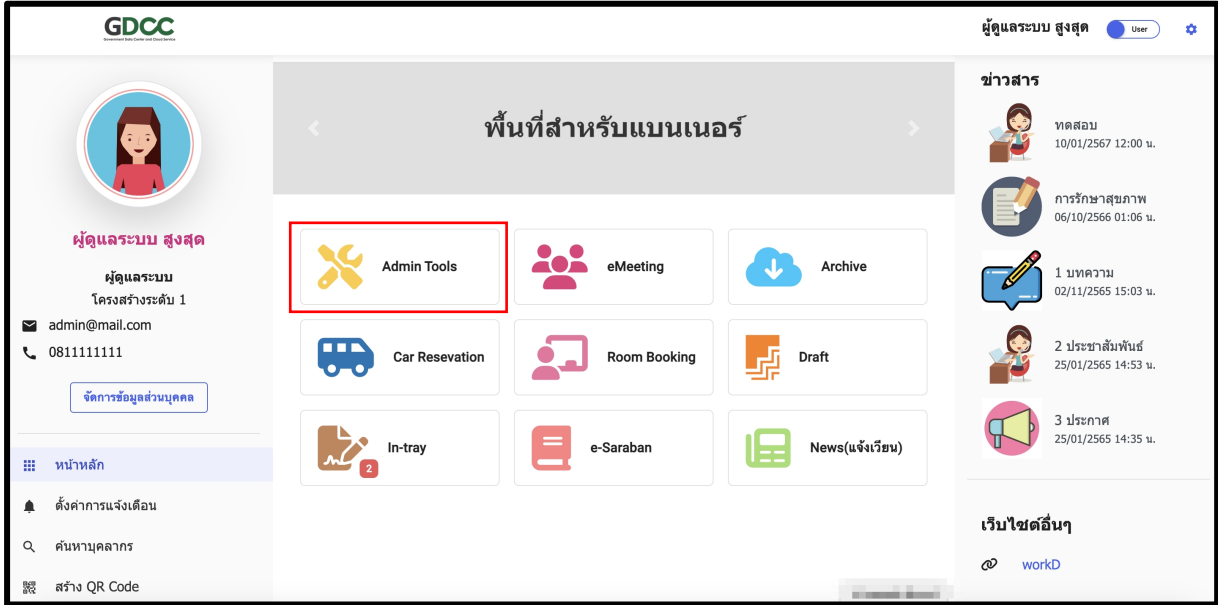 GDCC
Government Data Center and Cloud Service
ผู้ดูแลระบบ สูงสุด
User
ผู้ดูแลระบบ สูงสุด
ผู้ดูแลระบบ
โครงสร้างระดับ 1
admin@mail.com
0811111111
จัดการข้อมูลส่วนบุคคล
หน้าหลัก
ตั้งค่าการแจ้งเตือน
ค้นหาบุคลากร
สร้าง QR Code
พื้นที่สำหรับแบนเนอร์
Admin Tools
eMeeting
Archive
Car Resevation
Room Booking
Draft
In-tray
2
e-Saraban
News(แจ้งเวียน)
ข่าวสาร
ทดสอบ
10/01/2567 12:00 น.
การรักษาสุขภาพ
06/10/2566 01:06 น.
1 บทความ
02/11/2565 15:03 น.
2 ประชาสัมพันธ์
25/01/2565 14:53 น.
3 ประกาศ
25/01/2565 14:35 น.
เว็บไซต์อื่นๆ
workD